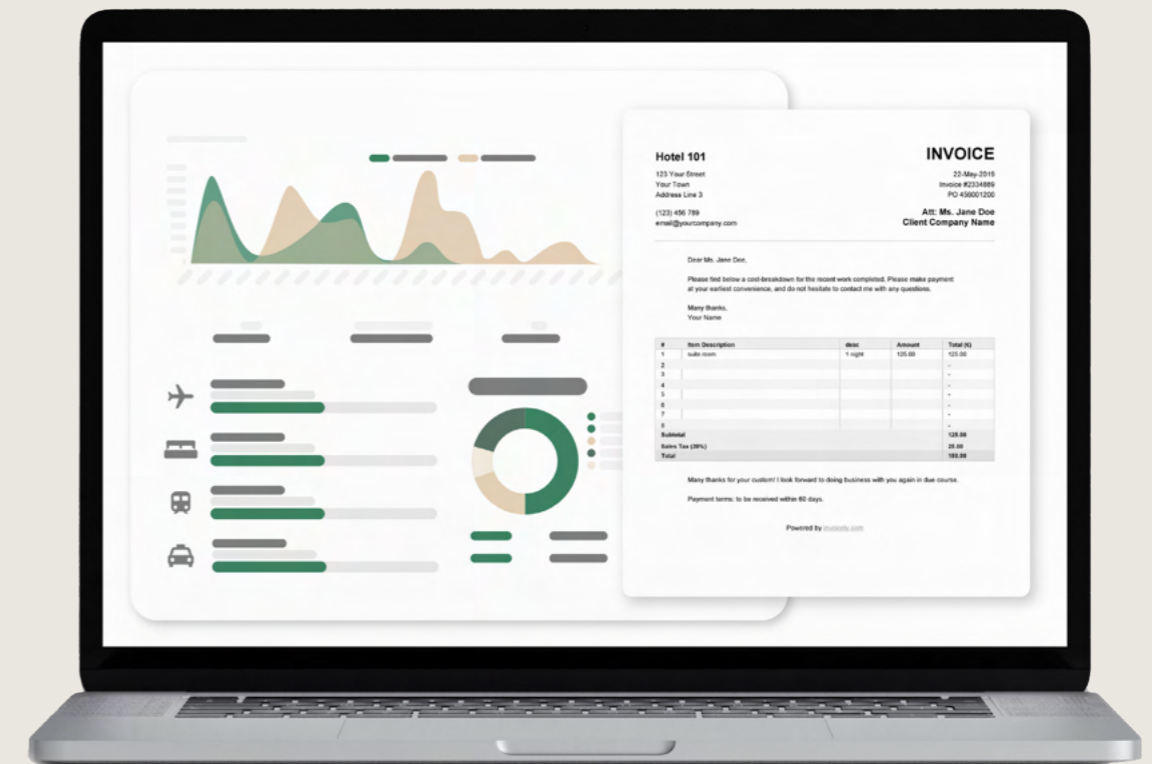 Hotel 101
123 Your Street
Your Town
Address Line 3
(123) 456 789
email@yourcompany.com
INVOICE
22-May-2015
Invoice #2334889
PO 456001200
Att: Ms. Jane Doe
Client Company Name
Dear Ms. Jane Doe,
Please find below a cost-breakdown for the recent work completed. Please make payment
at your earliest convenience, and do not hesitate to contact me with any questions.
Many thanks,
Your Name
# Item Description desc Amount Total (€)
1 suite room 1 night 125.00 125.00
2 -
3 -
4 -
5 -
6 -
7 -
8 -
Subtotal 125.00
Sales Tax (20%) 25.00
Total
Many thanks for your custom! I look forward to doing business with you again in due course.
Payment terms: to be received within 60 days.
Powered by